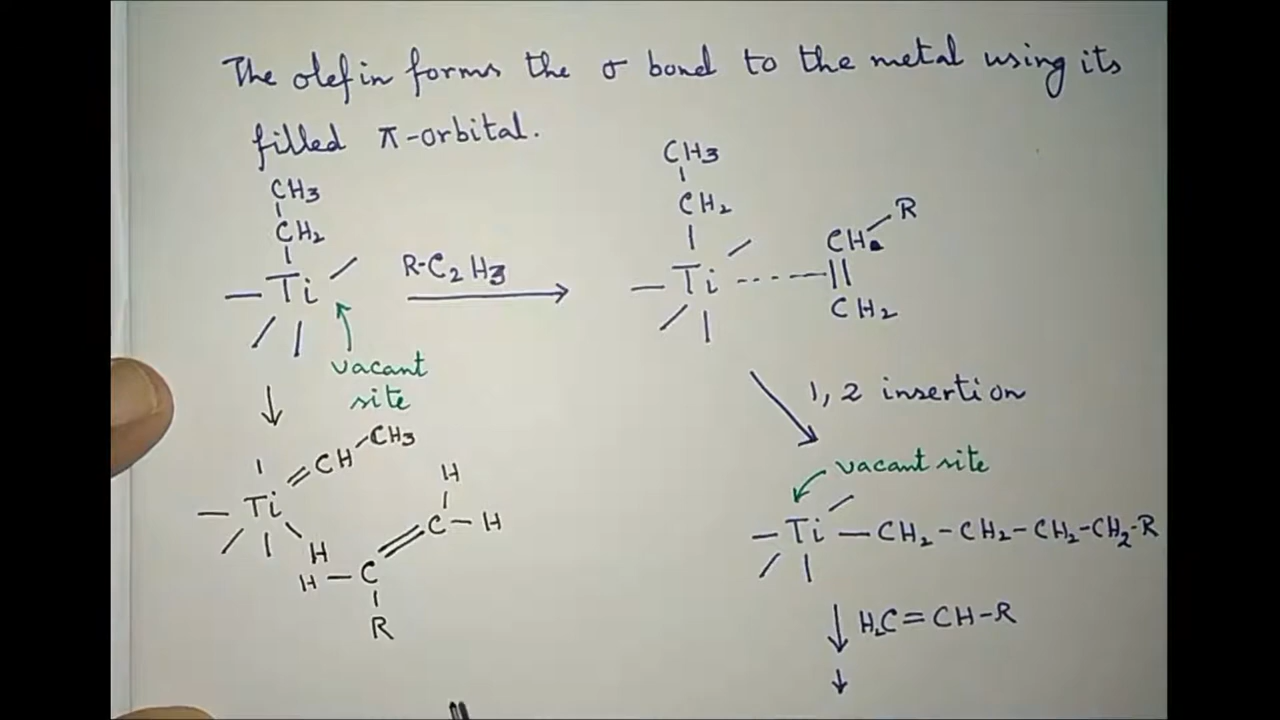 The olefin forms the σ bond to the metal using its
filled π-orbital.
CH3
CH2
Ti
R-C2H3
vacant
site
CH3
CH2
Ti
CH
R
CH2
1,2 insertion
CH
CH3
Ti
H
H
C
H
H
C
H
R
vacant site
Ti — CH2 - CH2 - CH2 - CH2 - R
H2C = CH - R